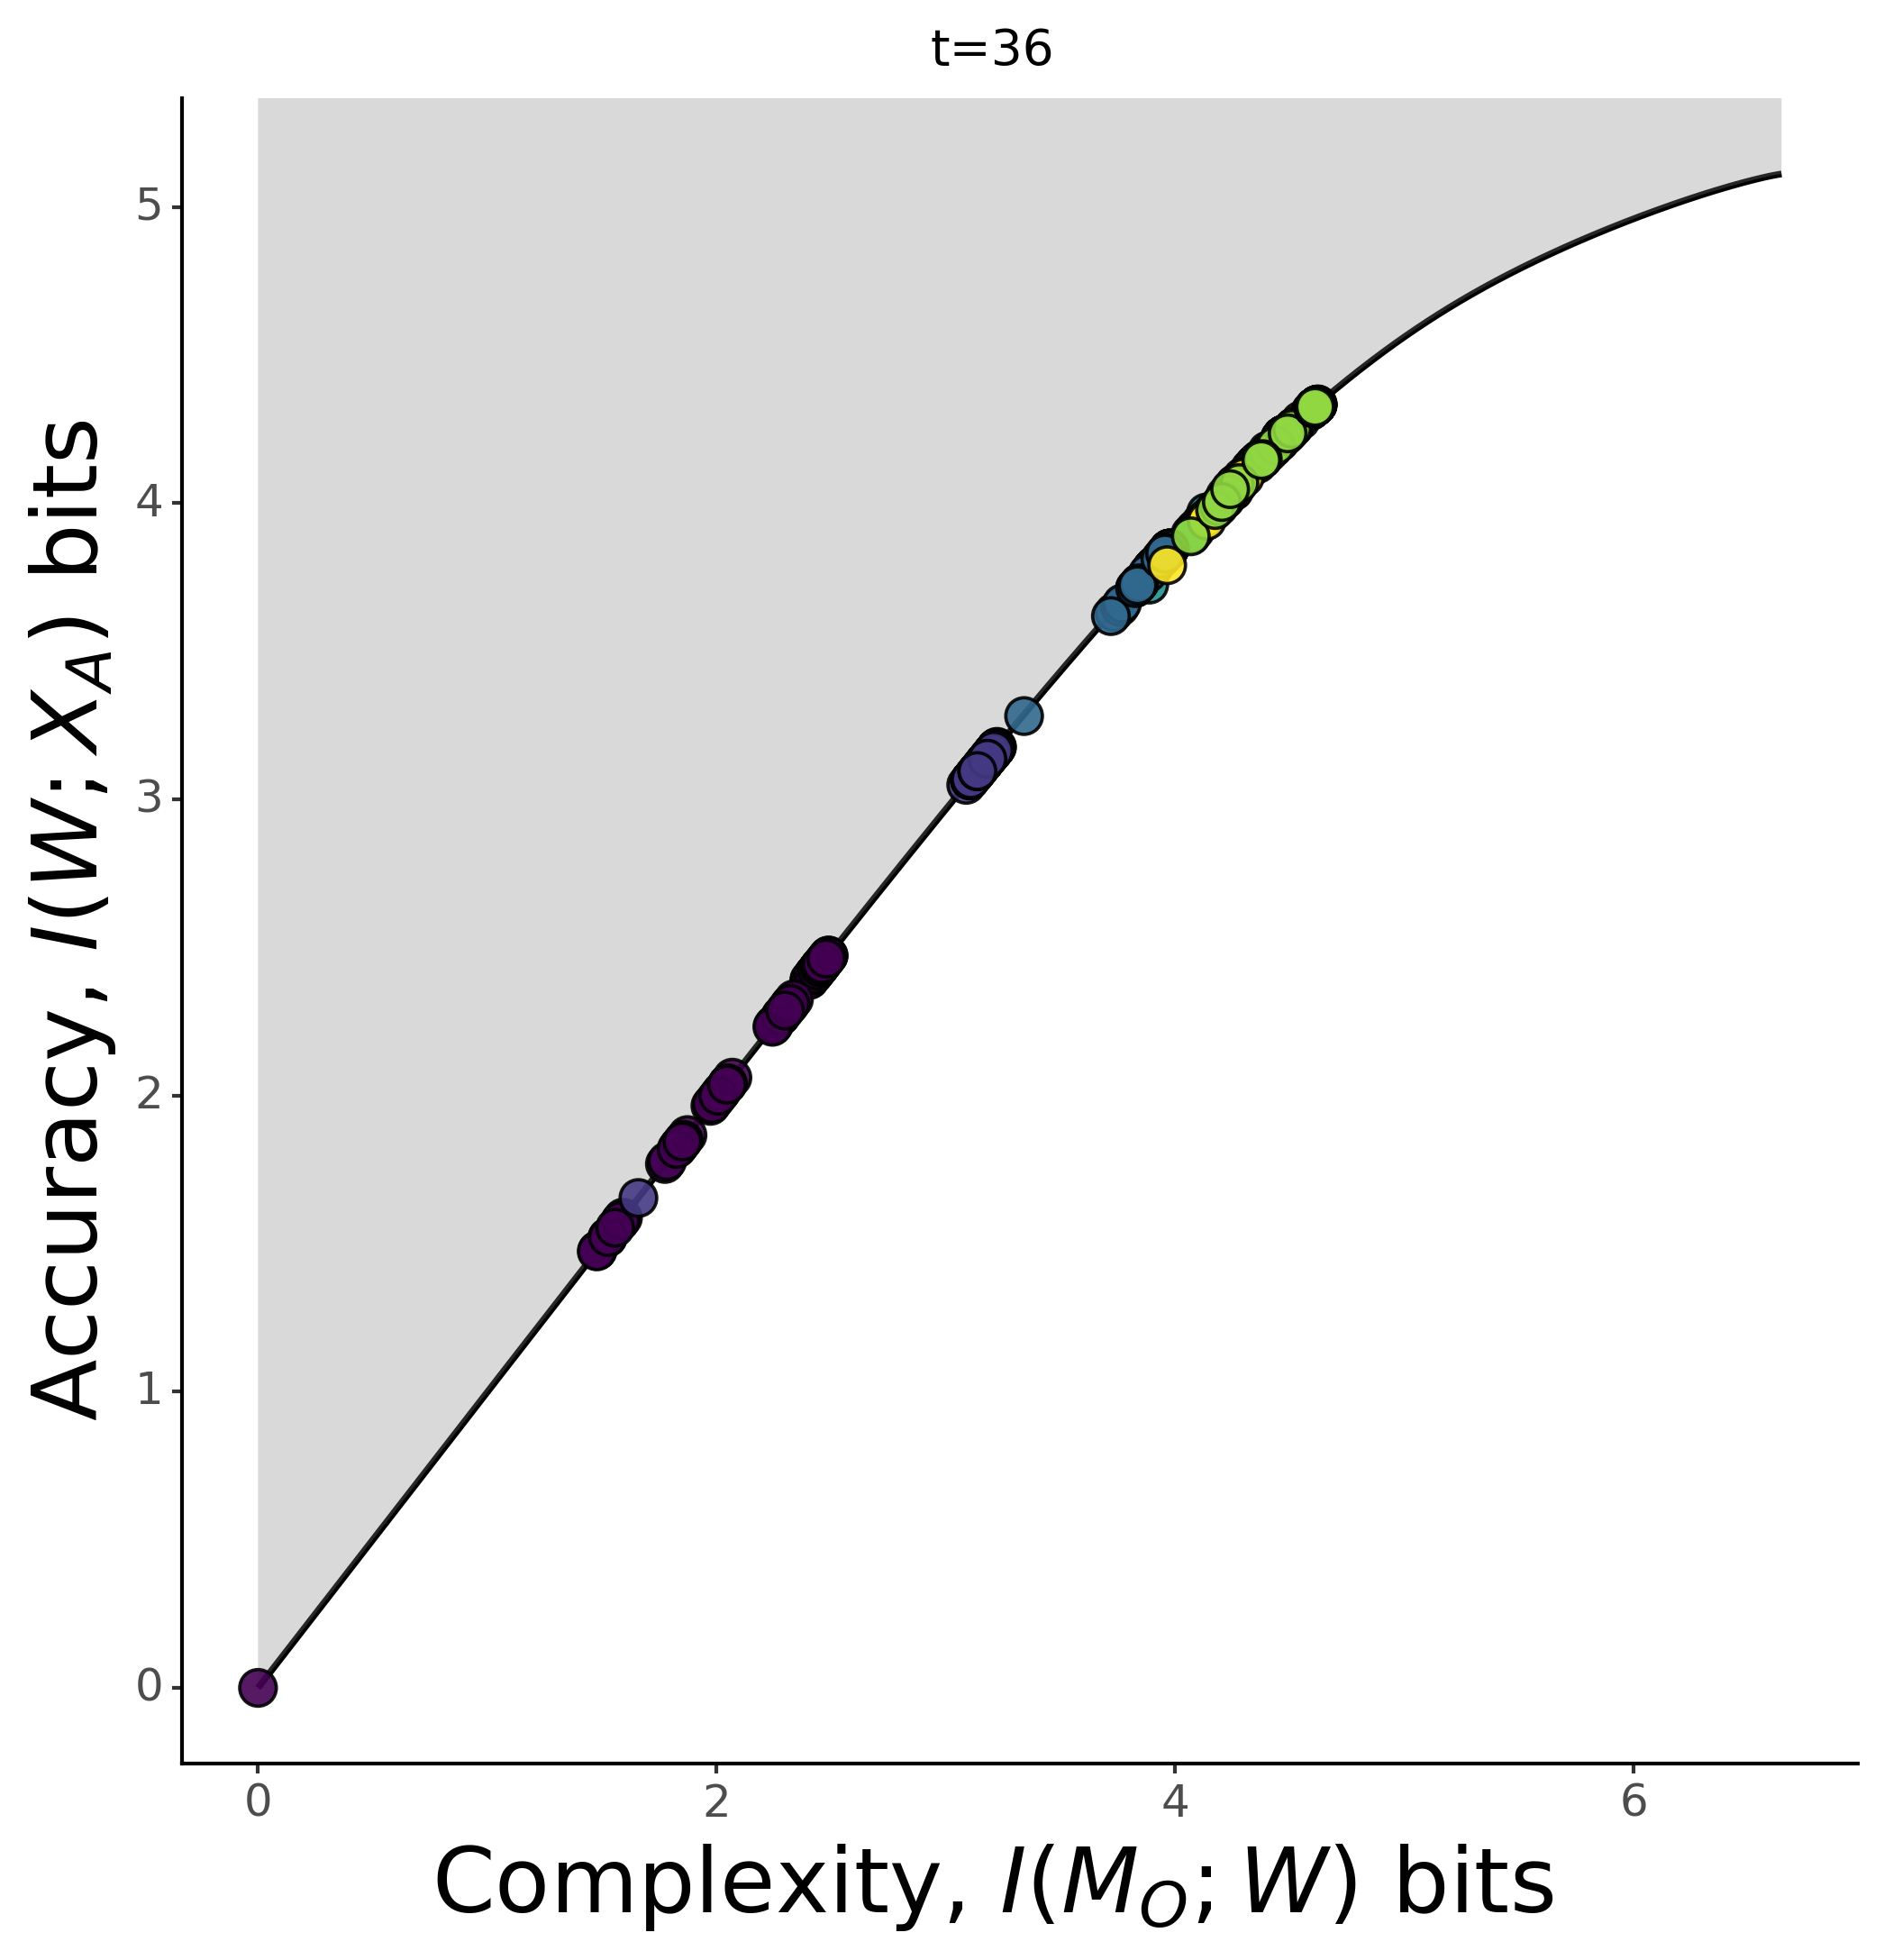 t=36
Accuracy, I(W; X_A) bits
5
4
3
2
1
0
0 2 4 6
Complexity, I(M_O; W) bits